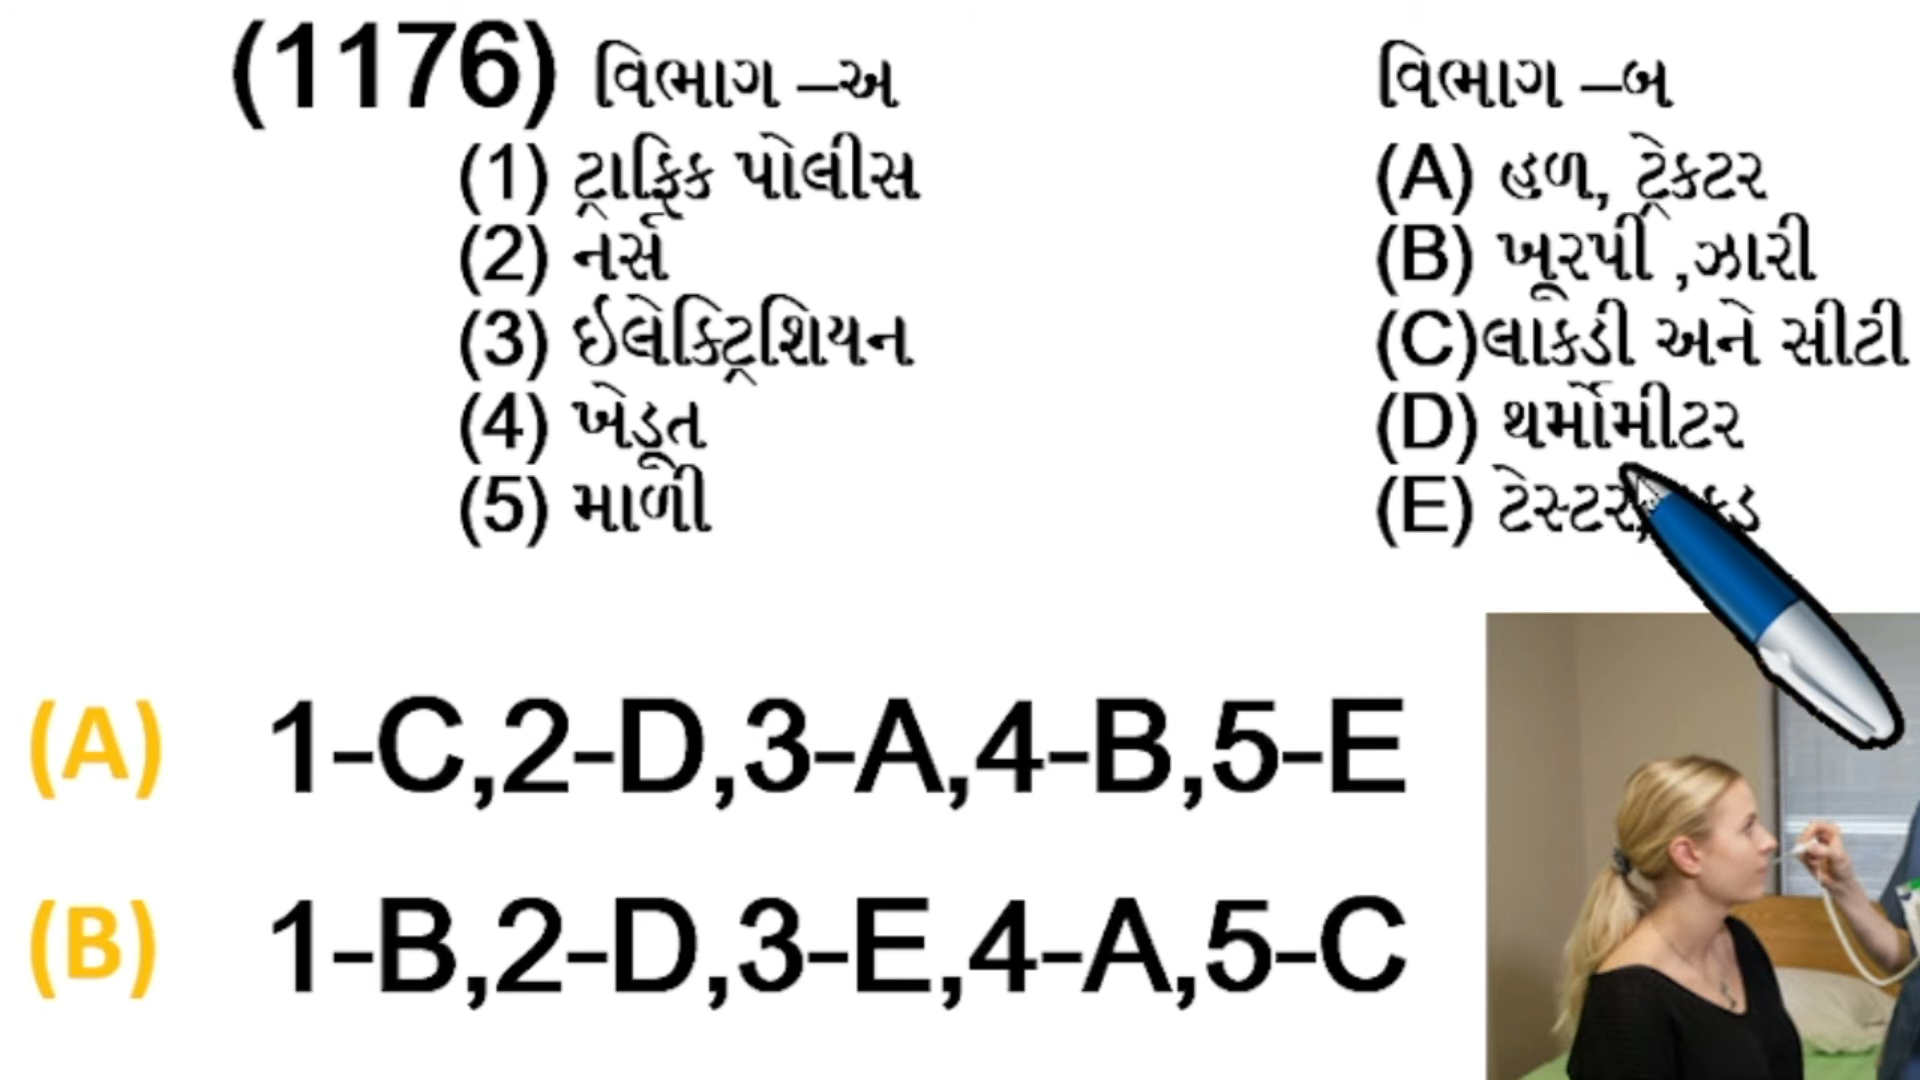 (1176) વિભાગ –અ વિભાગ –બ
(1) ટ્રાફિક પોલીસ (A) હળ, ટ્રેકટર
(2) નર્સ (B) ખૂરપી ,ઝારી
(3) ઈલેક્ટ્રિશિયન (C)લાકડી અને સીટી
(4) ખેડૂત (D) થર્મોમીટર
(5) માળી (E) ટેસ્ટર,
(A) 1-C,2-D,3-A,4-B,5-E
(B) 1-B,2-D,3-E,4-A,5-C